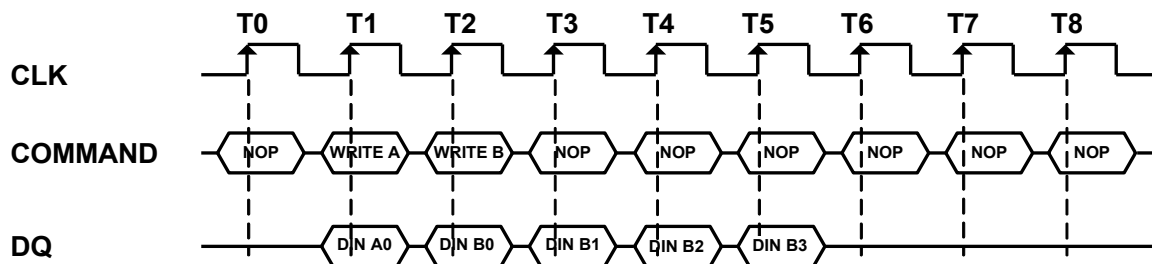 T0 T1 T2 T3 T4 T5 T6 T7 T8
CLK
COMMAND NOP WRITE A WRITE B NOP NOP NOP NOP NOP NOP
DQ DIN A0 DIN B0 DIN B1 DIN B2 DIN B3